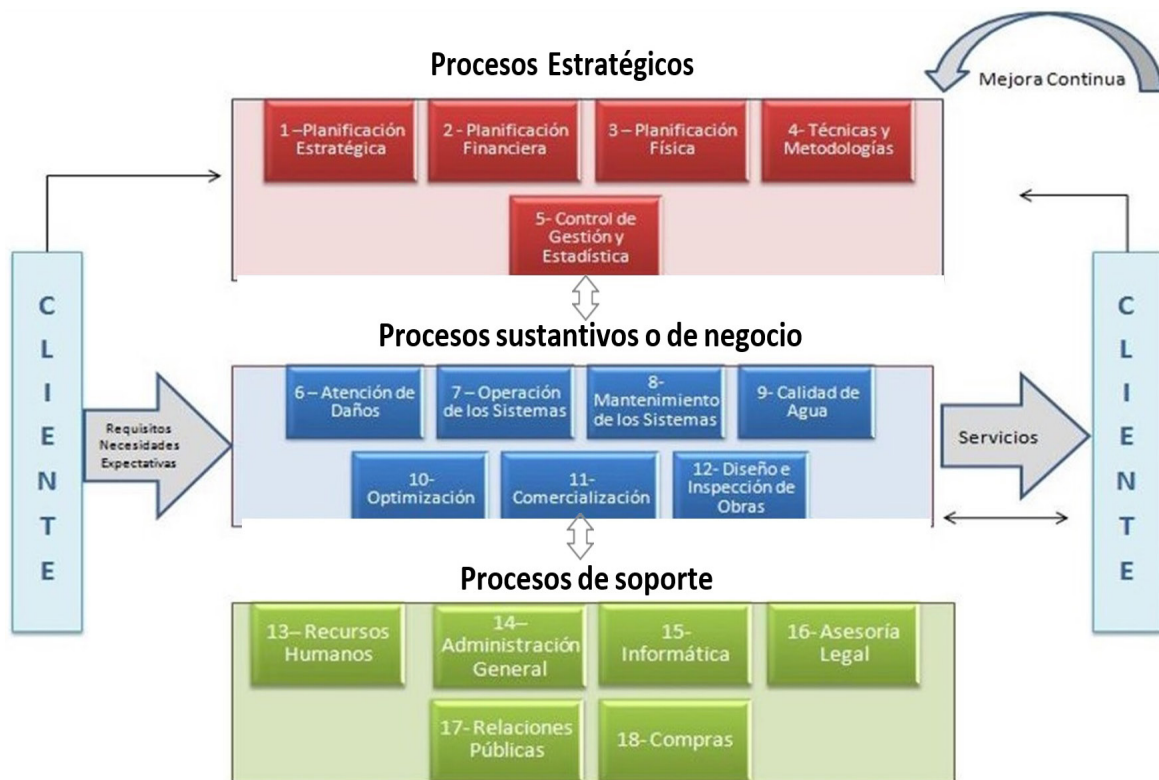 Procesos Estratégicos
Mejora Continua
1 –Planificación
Estratégica
2 - Planificación
Financiera
3 – Planificación
Física
4- Técnicas y
Metodologías
5- Control de
Gestión y
Estadística
CLIENTE
Procesos sustantivos o de negocio
Requisitos
Necesidades
Expectativas
6 – Atención de
Daños
7 – Operación
de los Sistemas
8-
Mantenimiento
de los Sistemas
9- Calidad de
Agua
10-
Optimización
11-
Comercialización
12- Diseño e
Inspección de
Obras
Servicios
CLIENTE
Procesos de soporte
13– Recursos
Humanos
14–
Administración
General
15-
Informática
16- Asesoría
Legal
17- Relaciones
Públicas
18- Compras